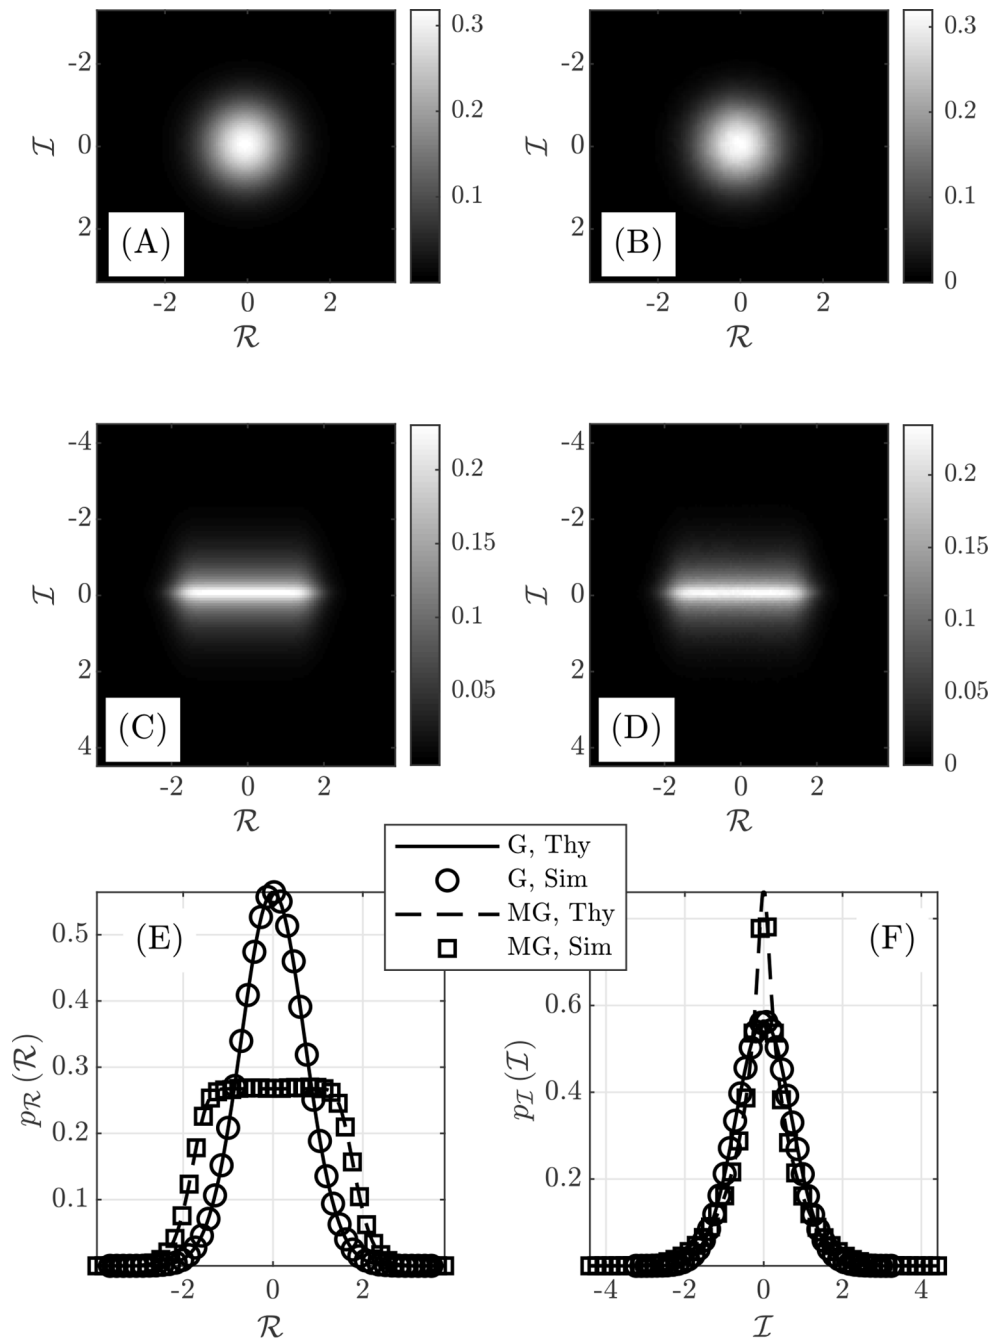 0.3
0.2
0.1
-2
0
2
ℐ
(A)
-2 0 2
ℛ
0.3
0.2
0.1
0
-2
0
2
ℐ
(B)
-2 0 2
ℛ
0.2
0.15
0.1
0.05
-4
-2
0
2
4
ℐ
(C)
-2 0 2
ℛ
0.2
0.15
0.1
0.05
0
-4
-2
0
2
4
ℐ
(D)
-2 0 2
ℛ
G, Thy
G, Sim
MG, Thy
MG, Sim
(E)
0.5
0.4
0.3
0.2
0.1
pℛ (ℛ)
-2 0 2
ℛ
(F)
0.6
0.4
0.2
pℐ (ℐ)
-4 -2 0 2 4
ℐ